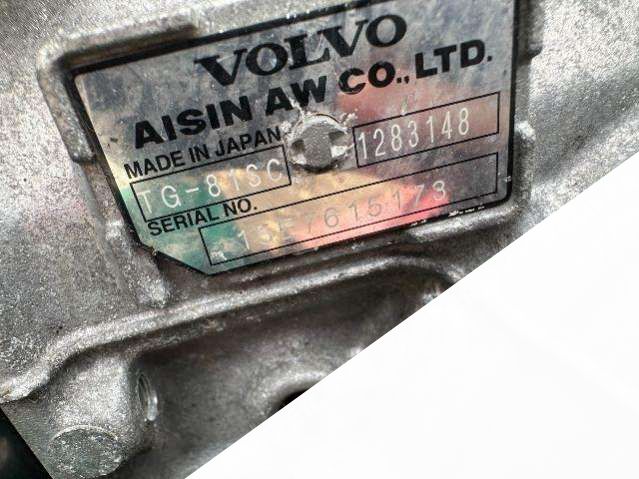 VOLVO
AISIN AW CO., LTD.
MADE IN JAPAN
TG-81SC 1283148
SERIAL NO.